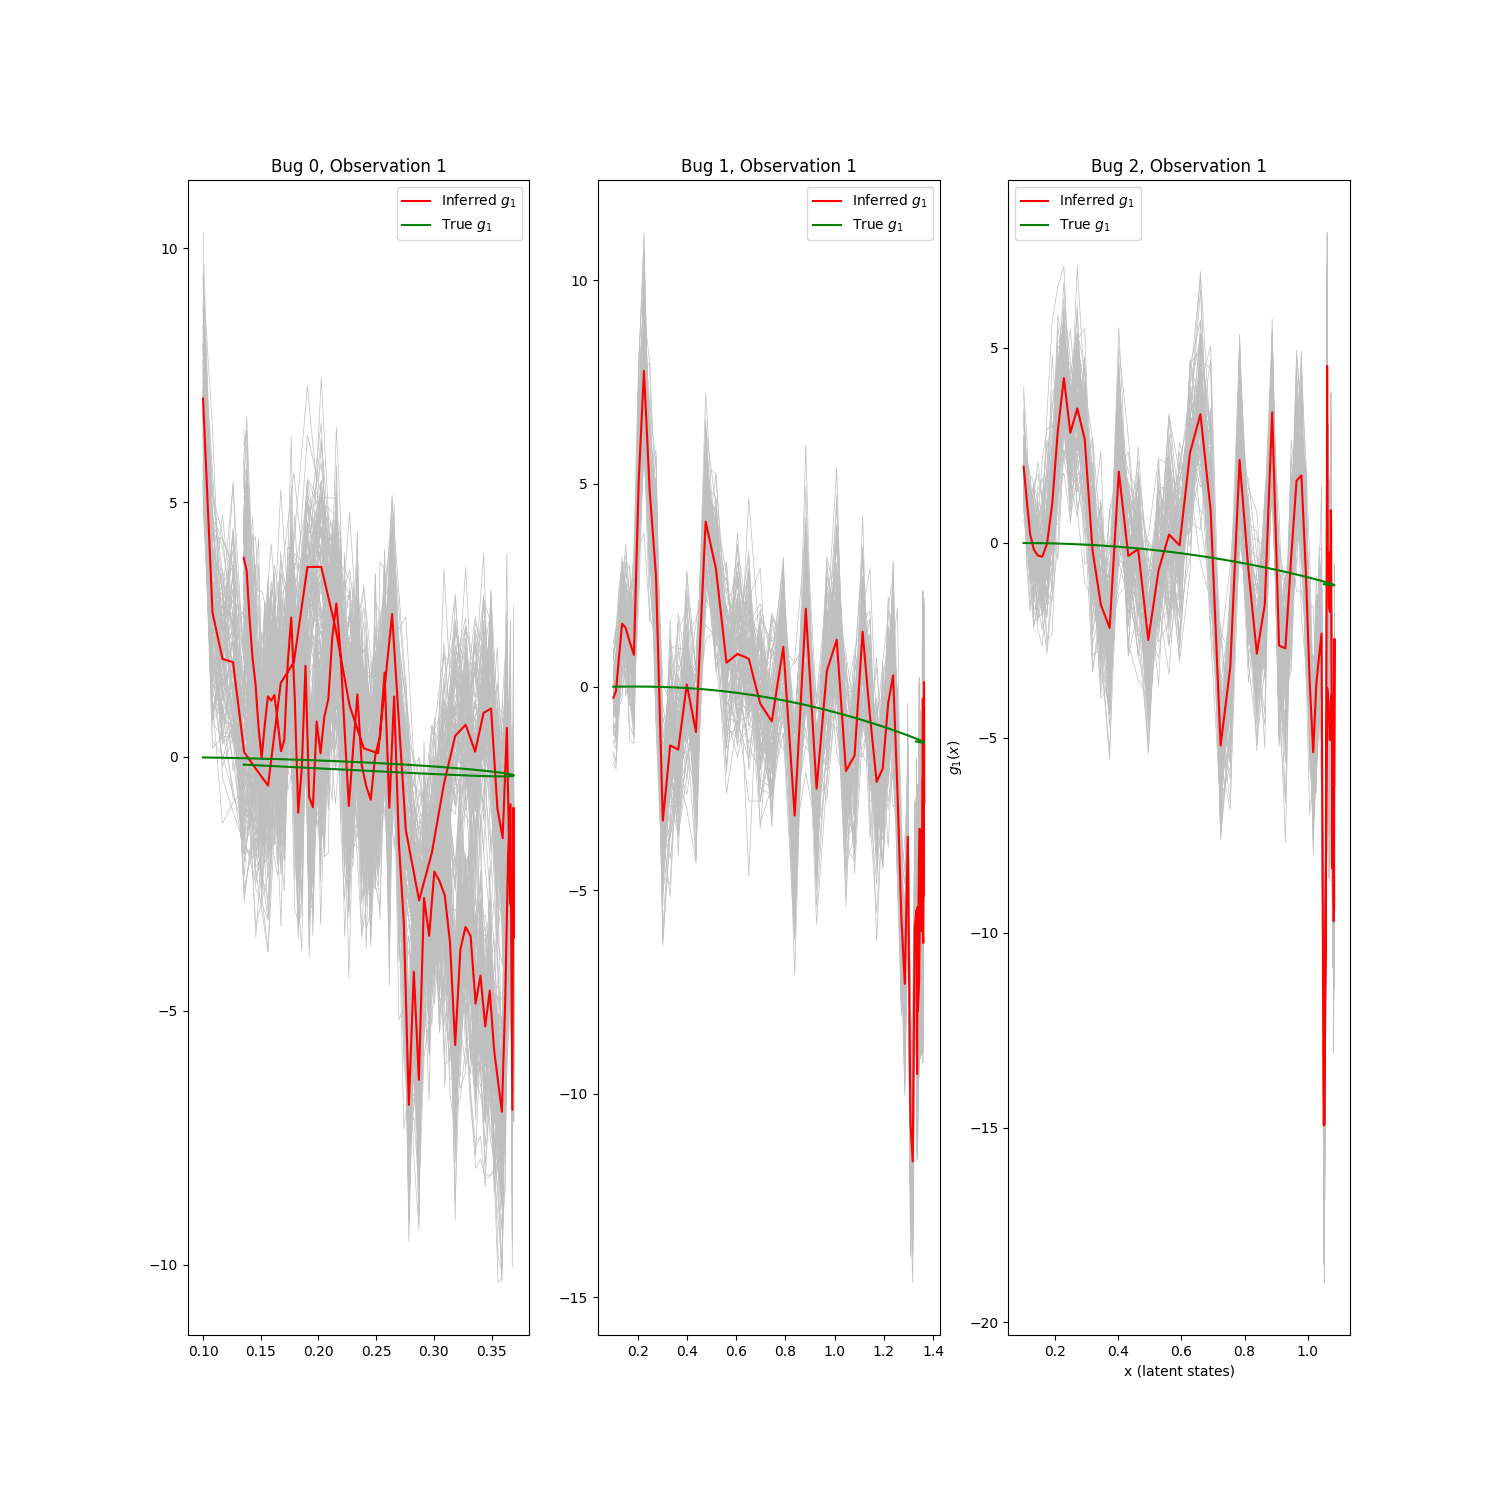 Bug 0, Observation 1
Inferred g₁
True g₁
10
5
0
−5
−10
0.10 0.15 0.20 0.25 0.30 0.35
Bug 1, Observation 1
Inferred g₁
True g₁
10
5
0
−5
−10
−15
0.2 0.4 0.6 0.8 1.0 1.2 1.4
Bug 2, Observation 1
Inferred g₁
True g₁
g₁(x)
5
0
−5
−10
−15
−20
0.2 0.4 0.6 0.8 1.0
x (latent states)